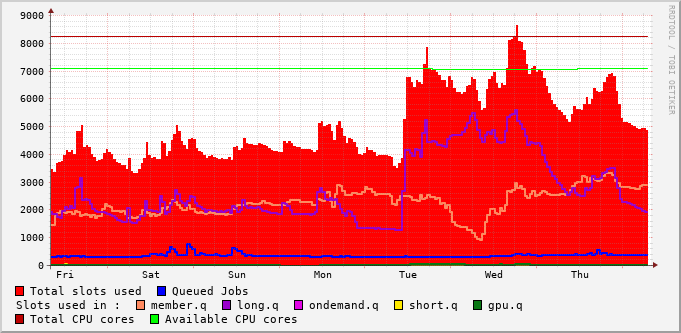 RRDTOOL / TOBI OETIKER
9000
8000
7000
6000
5000
4000
3000
2000
1000
0
Fri Sat Sun Mon Tue Wed Thu
Total slots used Queued Jobs
Slots used in : member.q long.q ondemand.q short.q gpu.q
Total CPU cores Available CPU cores